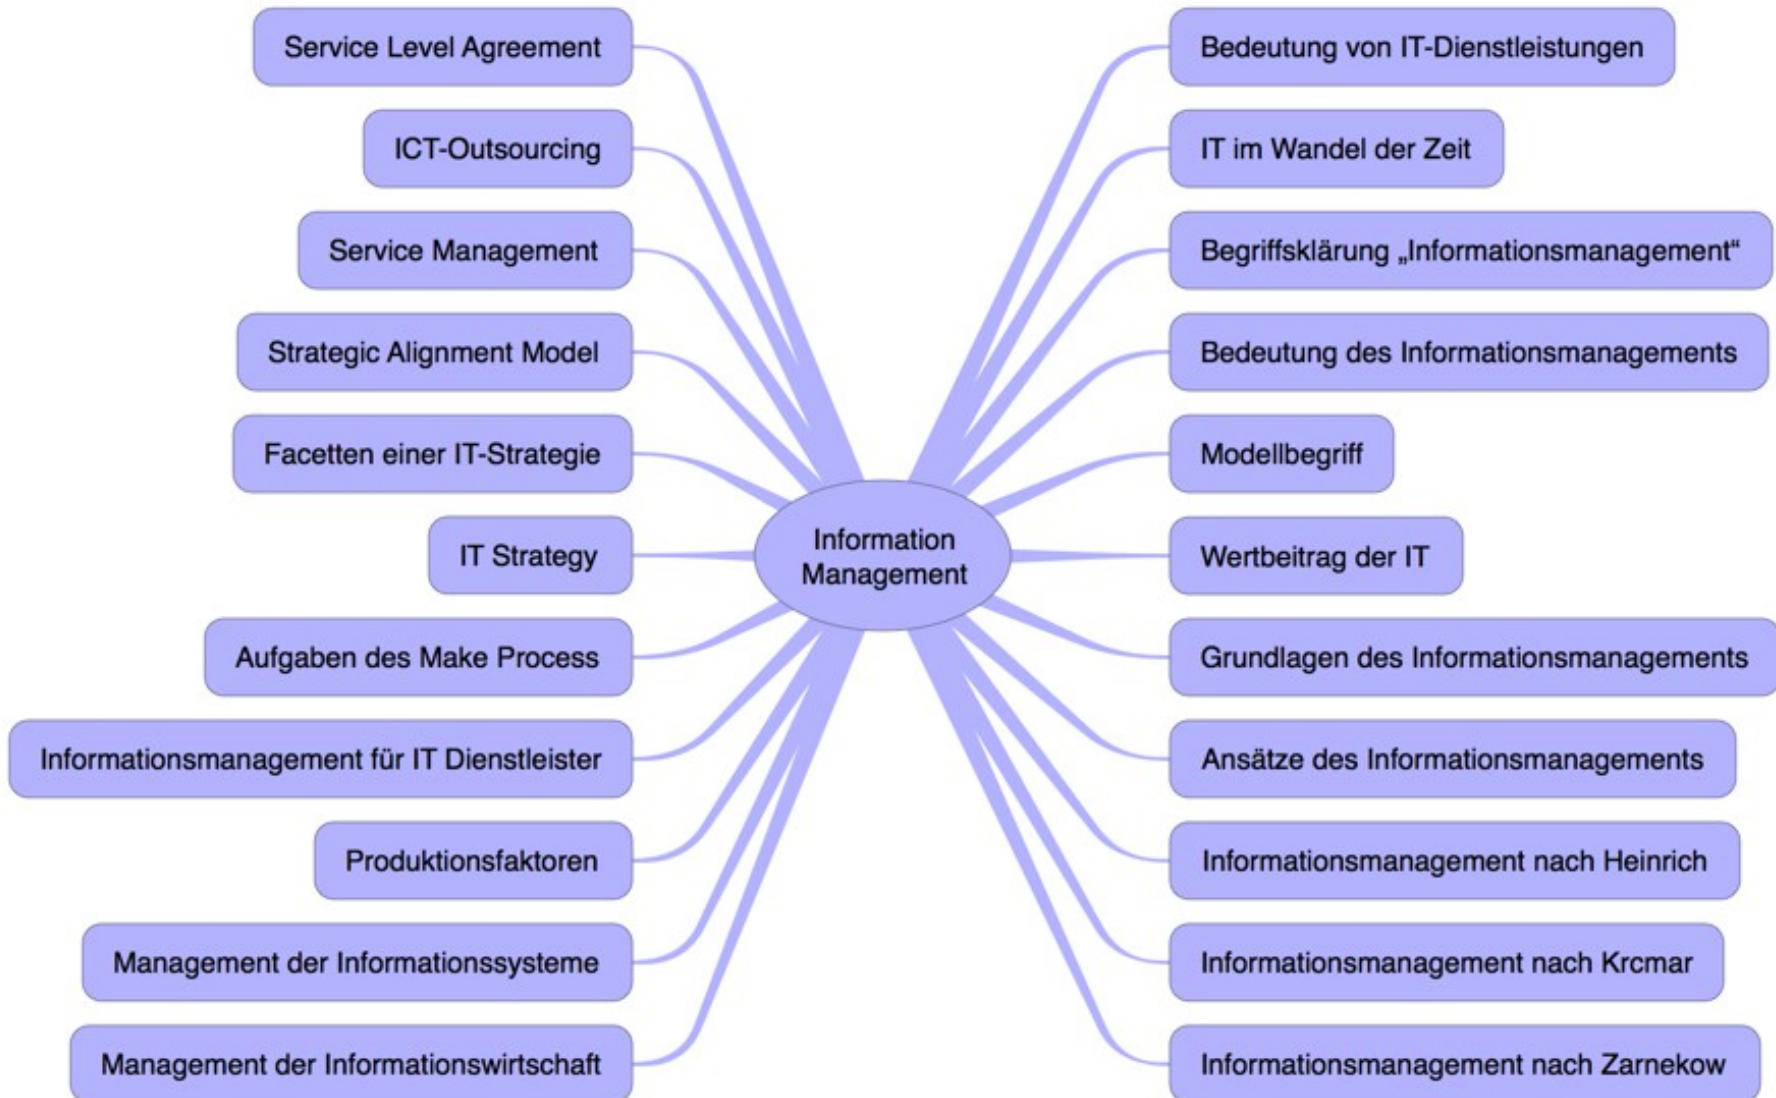 Service Level Agreement
ICT-Outsourcing
Service Management
Strategic Alignment Model
Facetten einer IT-Strategie
IT Strategy
Aufgaben des Make Process
Informationsmanagement für IT Dienstleister
Produktionsfaktoren
Management der Informationssysteme
Management der Informationswirtschaft
Information
Management
Bedeutung von IT-Dienstleistungen
IT im Wandel der Zeit
Begriffsklärung „Informationsmanagement“
Bedeutung des Informationsmanagements
Modellbegriff
Wertbeitrag der IT
Grundlagen des Informationsmanagements
Ansätze des Informationsmanagements
Informationsmanagement nach Heinrich
Informationsmanagement nach Krcmar
Informationsmanagement nach Zarnekow